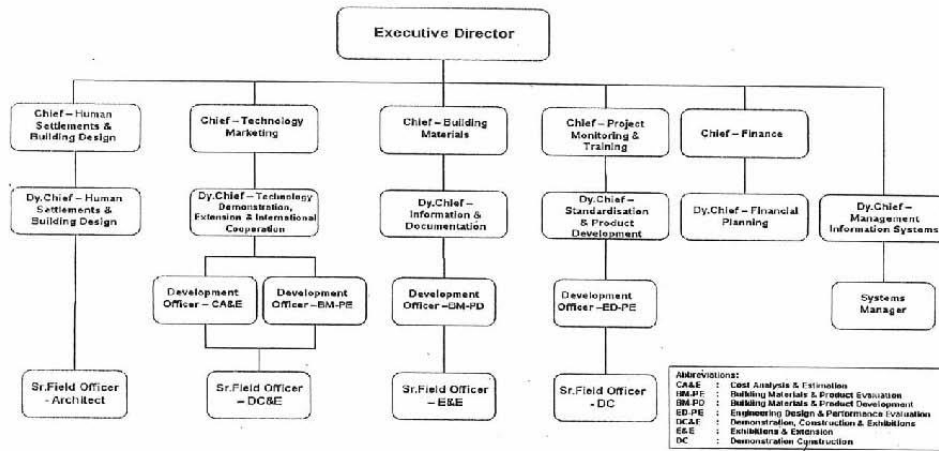 Executive Director
Chief – Human
Settlements &
Building Design
Chief – Technology
Marketing
Chief – Building
Materials
Chief – Project
Monitoring &
Training
Chief – Finance
Dy.Chief – Human
Settlements &
Building Design
Dy.Chief – Technology
Demonstration,
Extension & International
Cooperation
Dy.Chief –
Information &
Documentation
Dy.Chief –
Standardisation
& Product
Development
Dy.Chief – Financial
Planning
Dy.Chief –
Management
Information Systems
Development
Officer – CA&E
Development
Officer –BM-PE
Development
Officer –BM-PD
Development
Officer –ED-PE
Systems
Manager
Sr.Field Officer
- Architect
Sr.Field Officer
– DC&E
Sr.Field Officer
– E&E
Sr.Field Officer
- DC
Abbreviations:
CA&E : Cost Analysis & Estimation
BM-PE : Building Materials & Product Evaluation
BM-PD : Building Materials & Product Development
ED-PE : Engineering Design & Performance Evaluation
DC&E : Demonstration, Construction & Exhibitions
E&E : Exhibitions & Extension
DC : Demonstration Construction